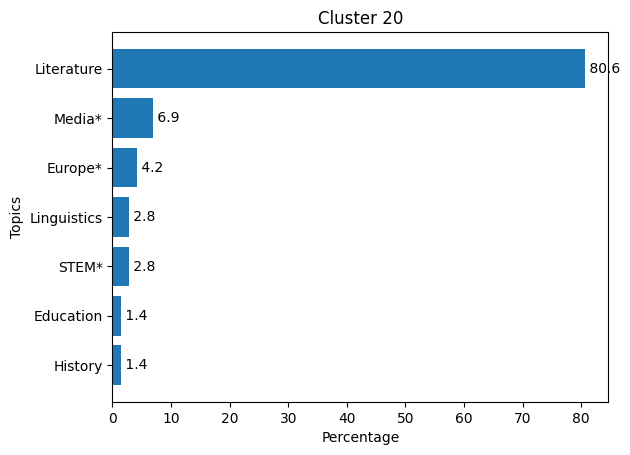 Cluster 20
Literature 80.6
Media* 6.9
Europe* 4.2
Linguistics 2.8
STEM* 2.8
Education 1.4
History 1.4
Topics
0 10 20 30 40 50 60 70 80
Percentage